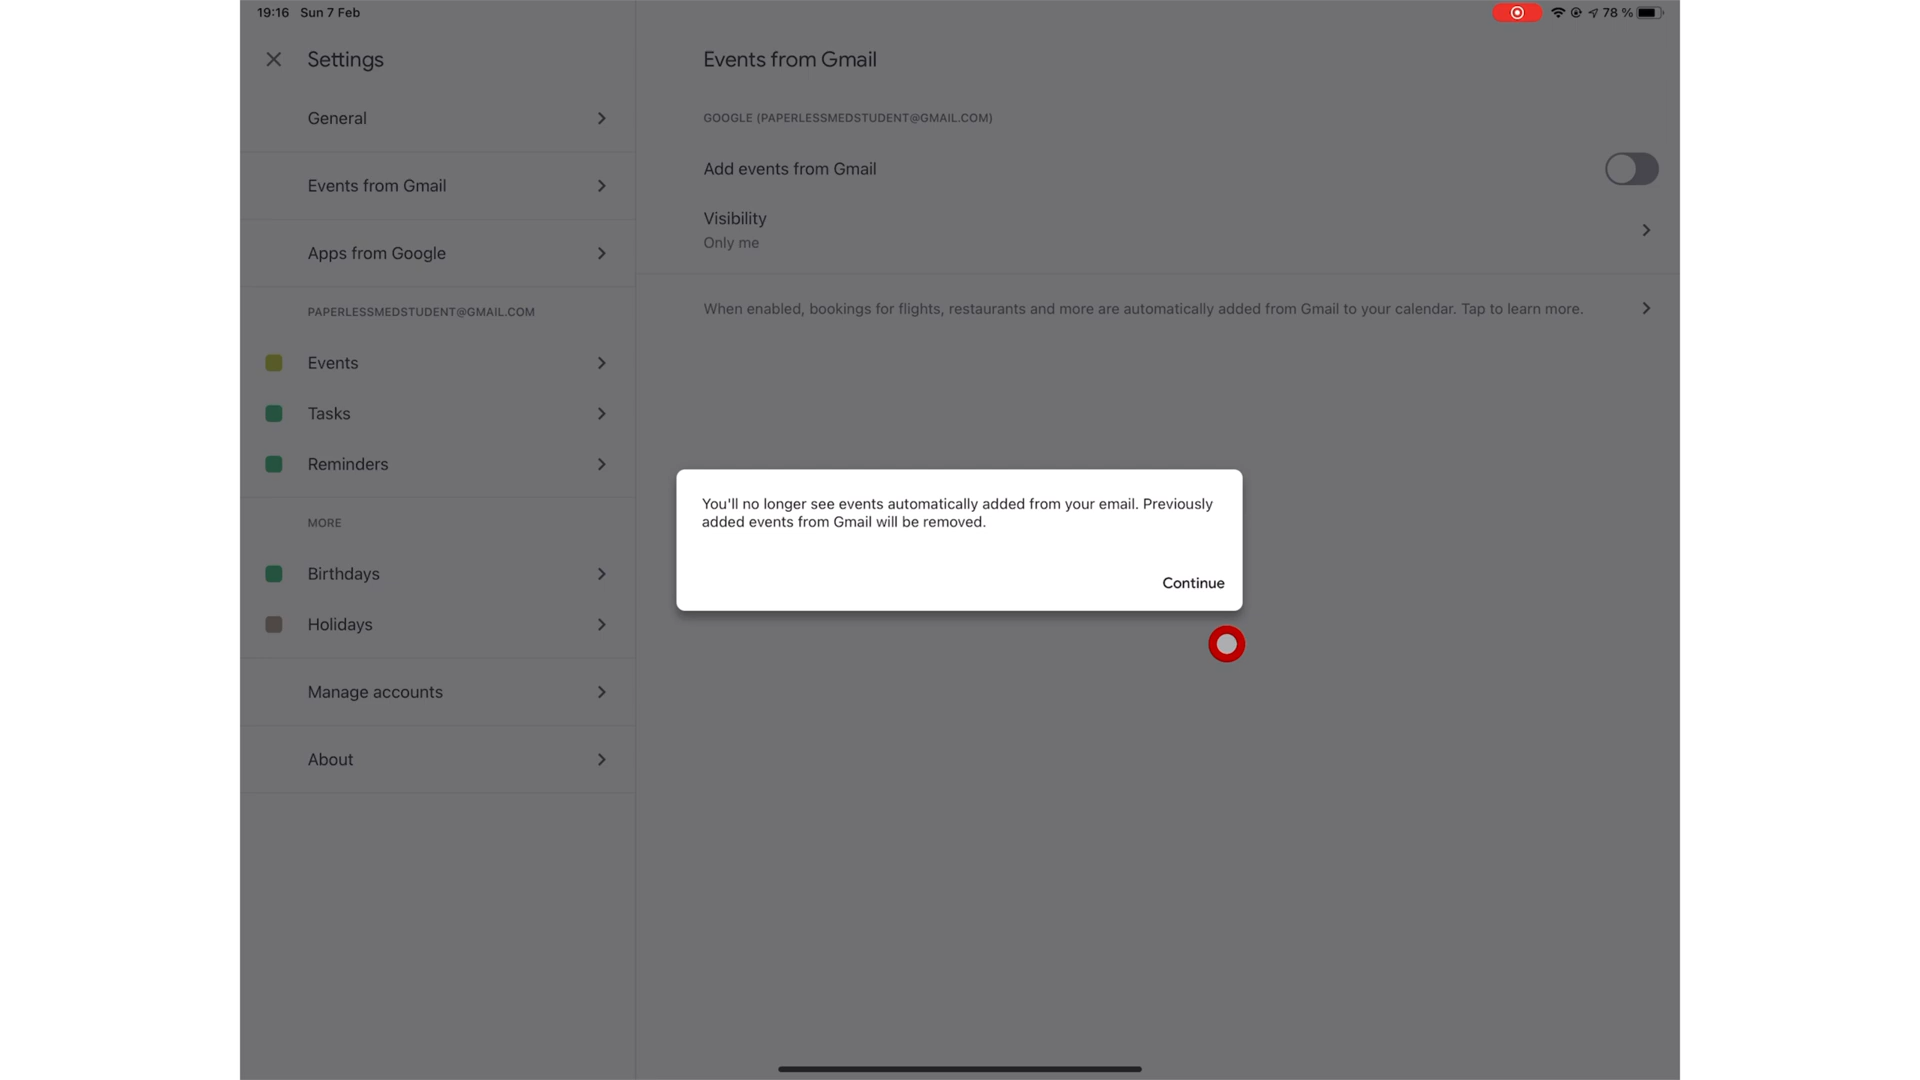 19:16 Sun 7 Feb
78 %
Settings
General
Events from Gmail
Apps from Google
PAPERLESSMEDSTUDENT@GMAIL.COM
Events
Tasks
Reminders
MORE
Birthdays
Holidays
Manage accounts
About
Events from Gmail
GOOGLE (PAPERLESSMEDSTUDENT@GMAIL.COM)
Add events from Gmail
Visibility
Only me
When enabled, bookings for flights, restaurants and more are automatically added from Gmail to your calendar. Tap to learn more.
You'll no longer see events automatically added from your email. Previously
added events from Gmail will be removed.
Continue